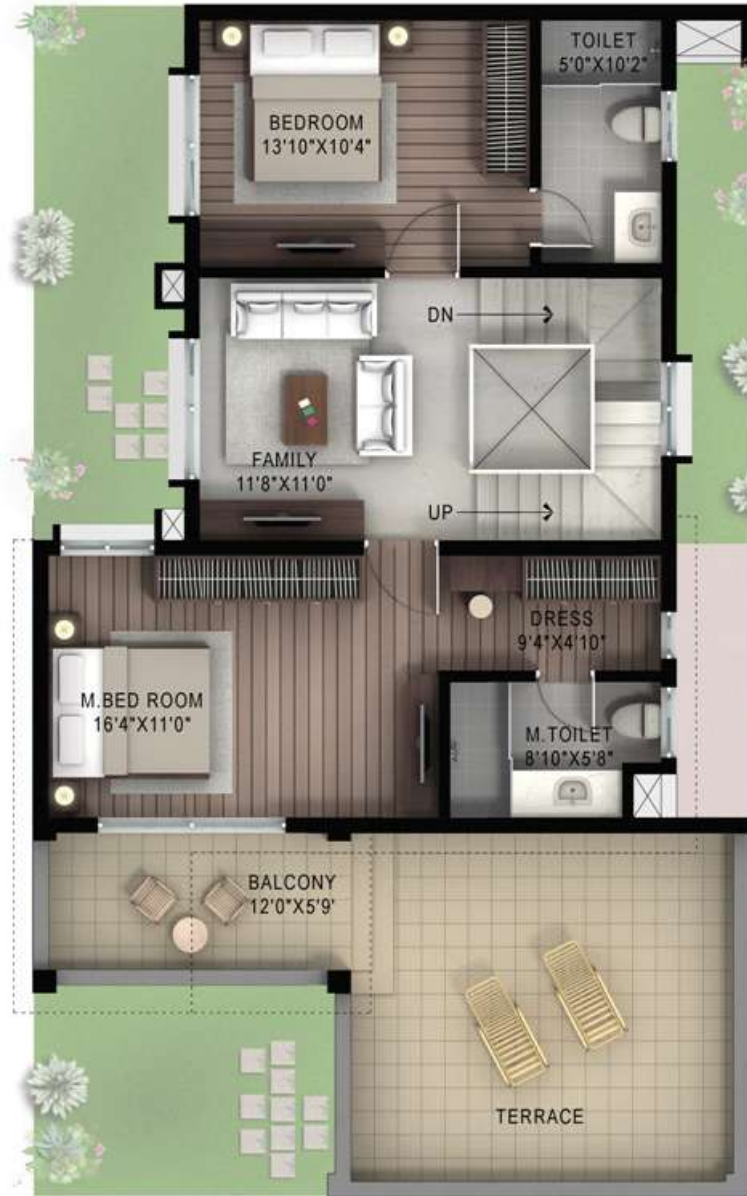 TOILET
5'0"X10'2"
BEDROOM
13'10"X10'4"
DN
FAMILY
11'8"X11'0"
UP
DRESS
9'4"X4'10"
M.BED ROOM
16'4"X11'0"
M.TOILET
8'10"X5'8"
BALCONY
12'0"X5'9'
TERRACE